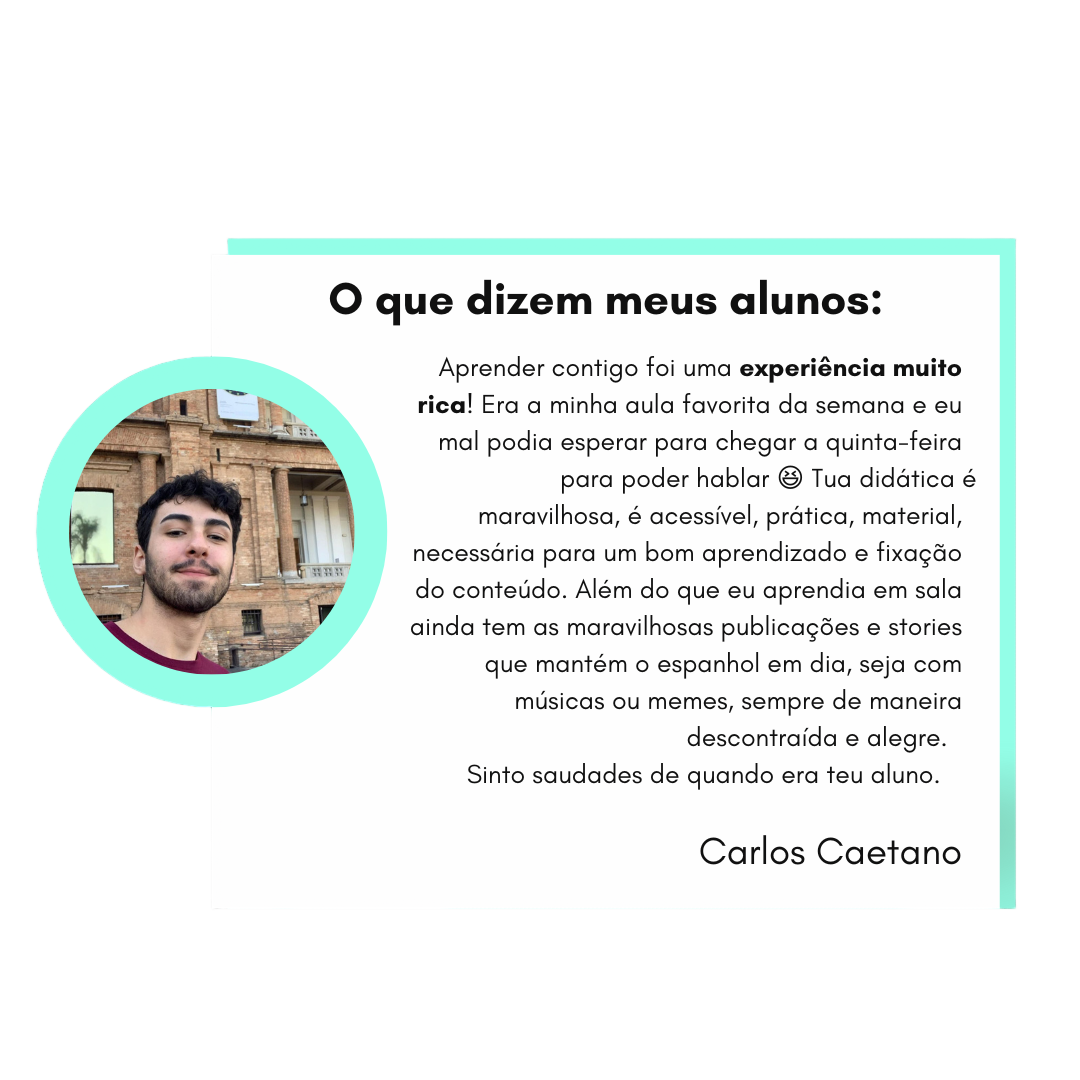 O que dizem meus alunos:
Aprender contigo foi uma experiência muito
rica! Era a minha aula favorita da semana e eu
mal podia esperar para chegar a quinta-feira
para poder hablar 😆 Tua didática é
maravilhosa, é acessível, prática, material,
necessária para um bom aprendizado e fixação
do conteúdo. Além do que eu aprendia em sala
ainda tem as maravilhosas publicações e stories
que mantém o espanhol em dia, seja com
músicas ou memes, sempre de maneira
descontraída e alegre.
Sinto saudades de quando era teu aluno.
Carlos Caetano